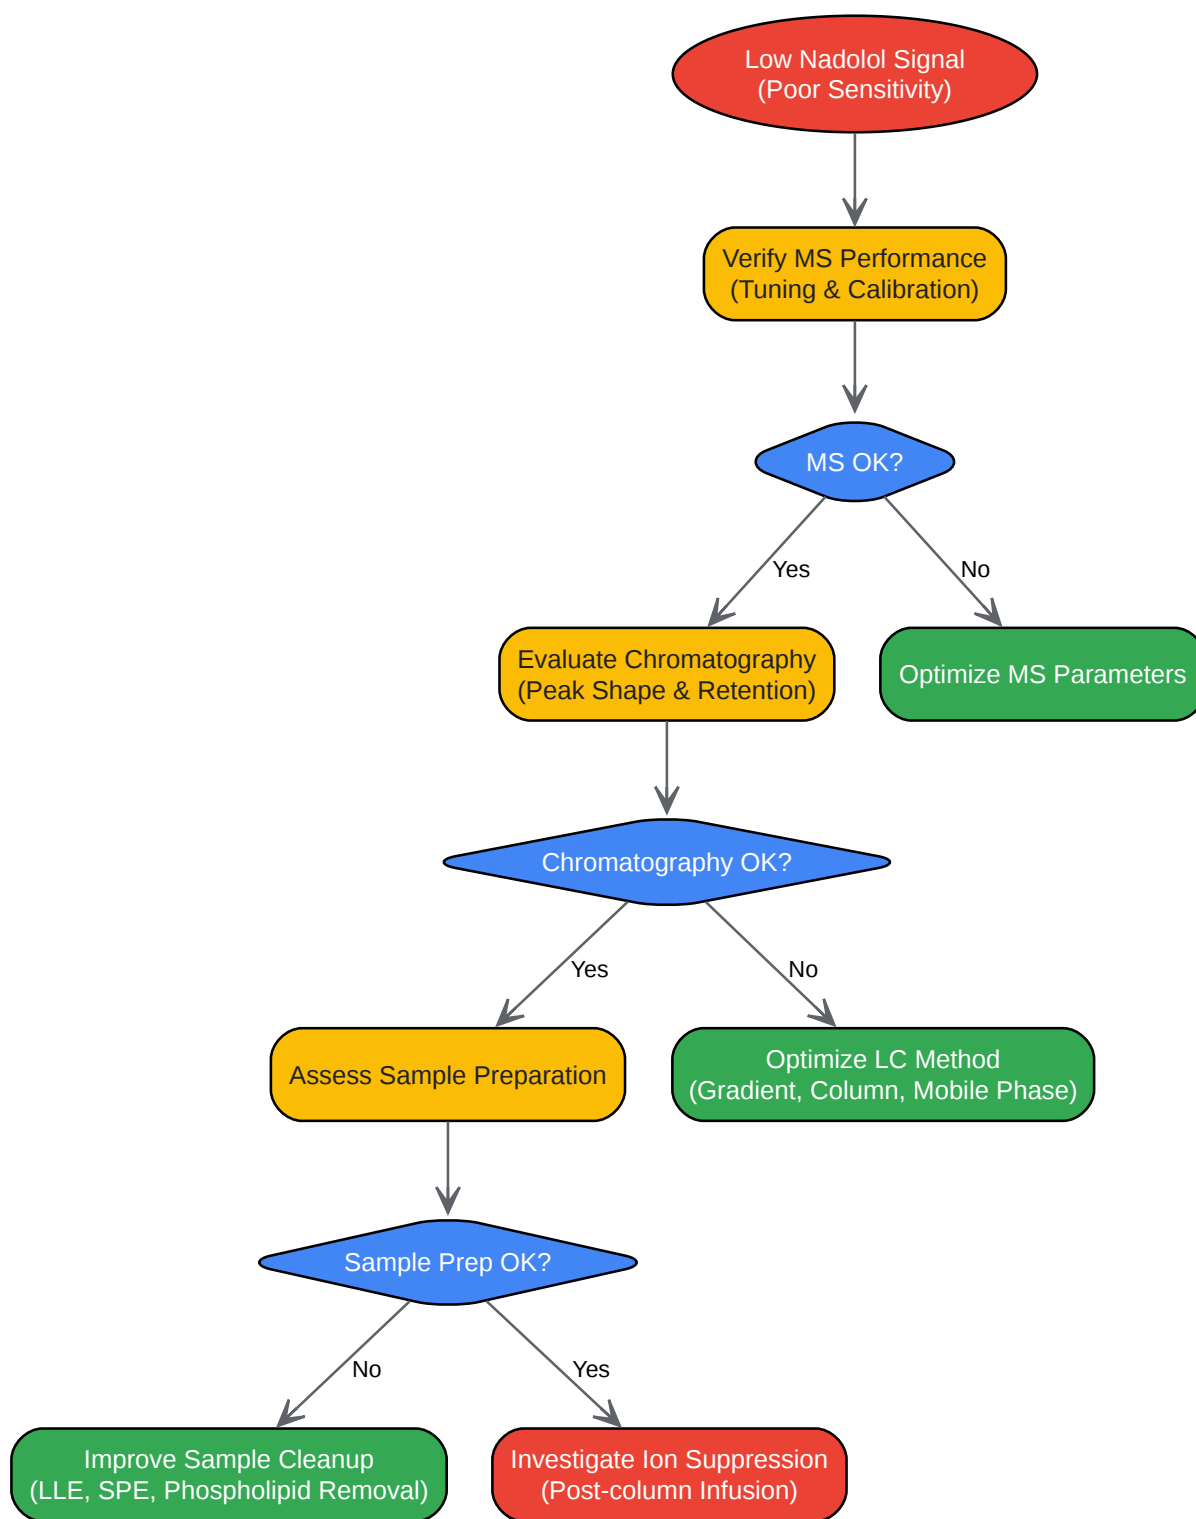 Low Nadolol Signal
(Poor Sensitivity)
Verify MS Performance
(Tuning & Calibration)
MS OK?
Yes
No
Evaluate Chromatography
(Peak Shape & Retention)
Optimize MS Parameters
Chromatography OK?
Yes
No
Assess Sample Preparation
Optimize LC Method
(Gradient, Column, Mobile Phase)
Sample Prep OK?
No
Yes
Improve Sample Cleanup
(LLE, SPE, Phospholipid Removal)
Investigate Ion Suppression
(Post-column Infusion)